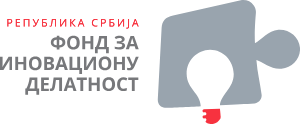 РЕПУБЛИКА СРБИЈА
ФОНД ЗА
ИНОВАЦИОНУ
ДЕЛАТНОСТ